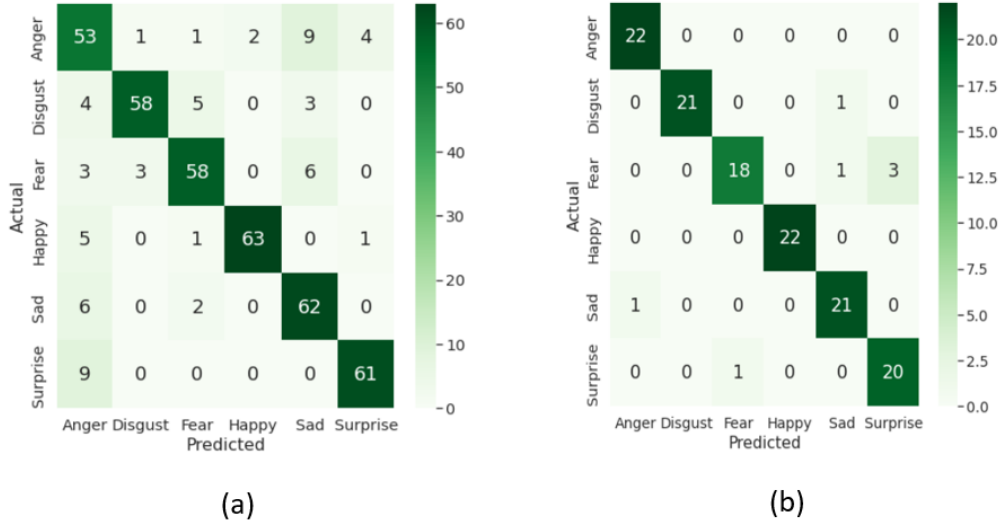 Actual
Anger 53 1 1 2 9 4
Disgust 4 58 5 0 3 0
Fear 3 3 58 0 6 0
Happy 5 0 1 63 0 1
Sad 6 0 2 62 0
Surprise 9 0 0 0 0 61
Anger Disgust Fear Happy Sad Surprise
Predicted
60
50
40
30
20
10
0
(a)
Actual
Anger 22 0 0 0 0 0
Disgust 0 21 0 0 1 0
Fear 0 0 18 0 1 3
Happy 0 0 0 22 0 0
Sad 1 0 0 0 21 0
Surprise 0 0 1 0 0 20
Anger Disgust Fear Happy Sad Surprise
Predicted
20.0
17.5
15.0
12.5
10.0
7.5
5.0
2.5
0.0
(b)